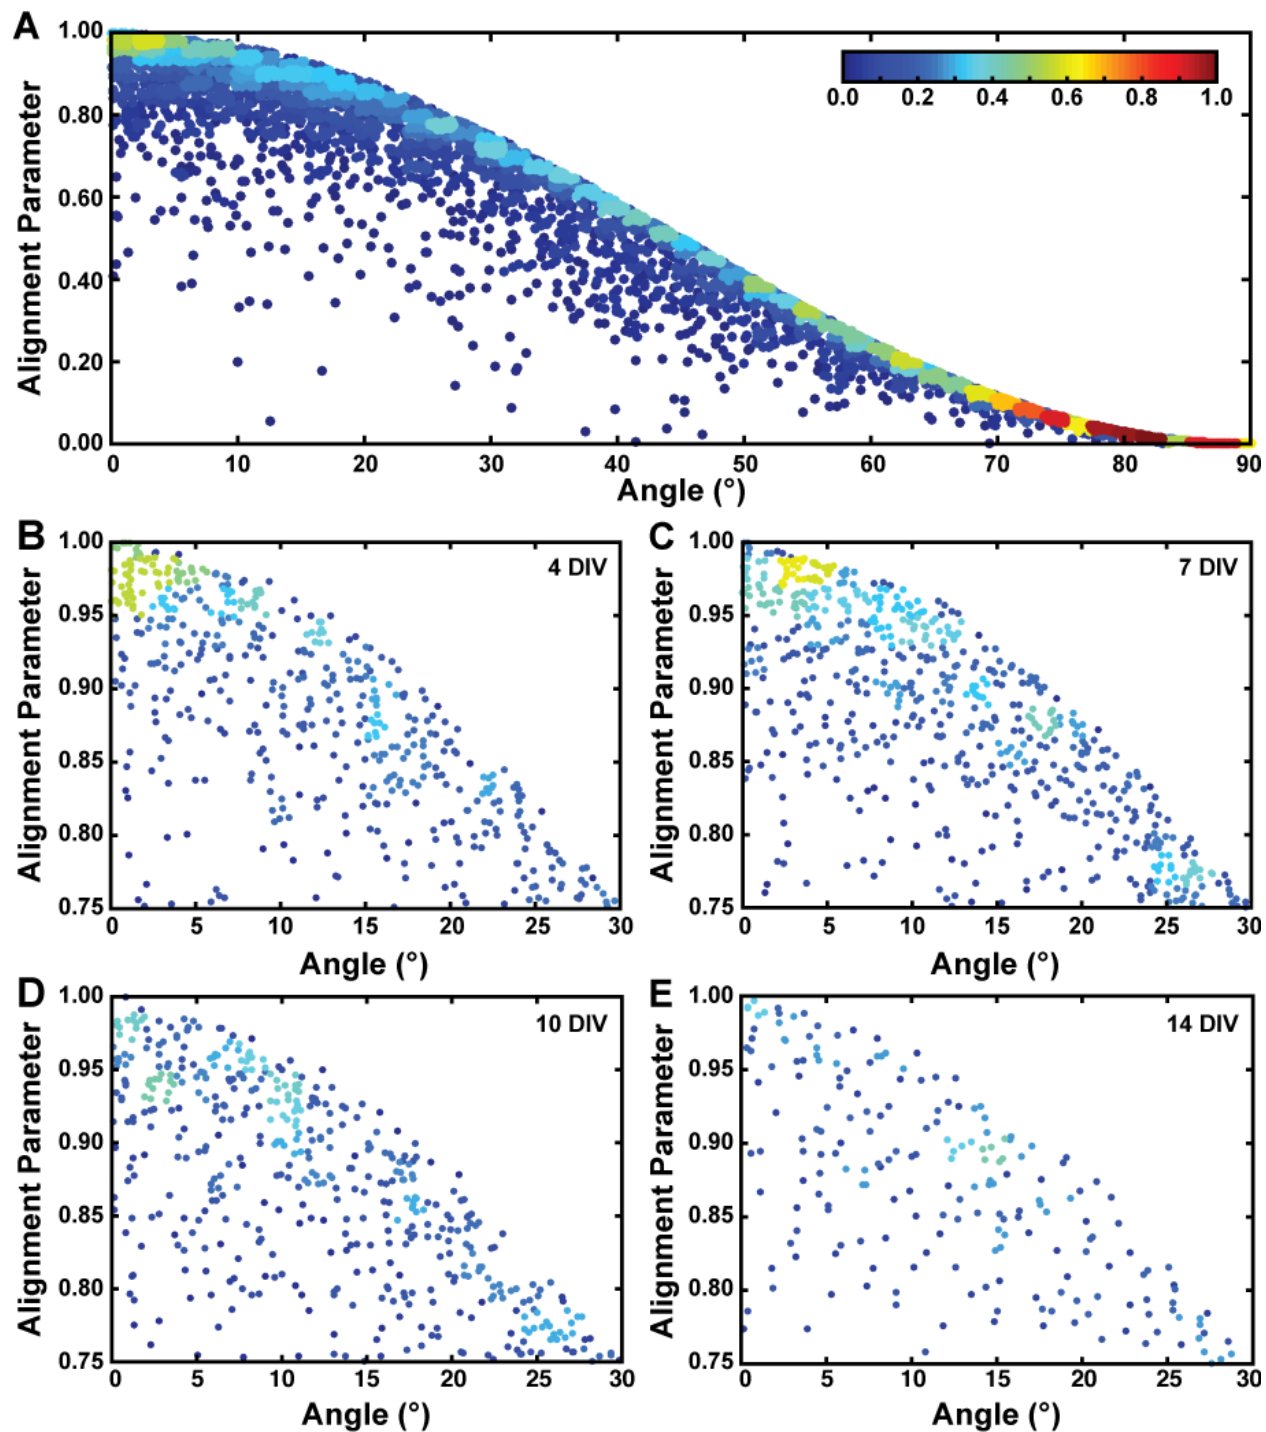 A
1.00
0.80
0.60
0.40
0.20
0.00
Alignment Parameter
0.0 0.2 0.4 0.6 0.8 1.0
0 10 20 30 40 50 60 70 80 90
Angle (°)
B
1.00
0.95
0.90
0.85
0.80
0.75
Alignment Parameter
4 DIV
0 5 10 15 20 25 30
Angle (°)
C
1.00
0.95
0.90
0.85
0.80
0.75
Alignment Parameter
7 DIV
0 5 10 15 20 25 30
Angle (°)
D
1.00
0.95
0.90
0.85
0.80
0.75
Alignment Parameter
10 DIV
0 5 10 15 20 25 30
Angle (°)
E
1.00
0.95
0.90
0.85
0.80
0.75
Alignment Parameter
14 DIV
0 5 10 15 20 25 30
Angle (°)